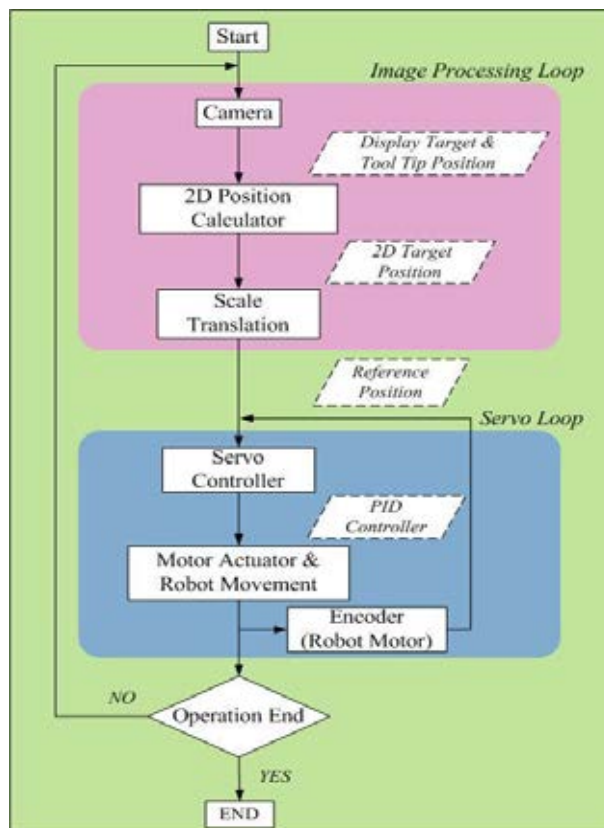 Start
Image Processing Loop
Camera
Display Target &
Tool Tip Position
2D Position
Calculator
2D Target
Position
Scale
Translation
Reference
Position
Servo Loop
Servo
Controller
PID
Controller
Motor Actuator &
Robot Movement
Encoder
(Robot Motor)
NO
Operation End
YES
END